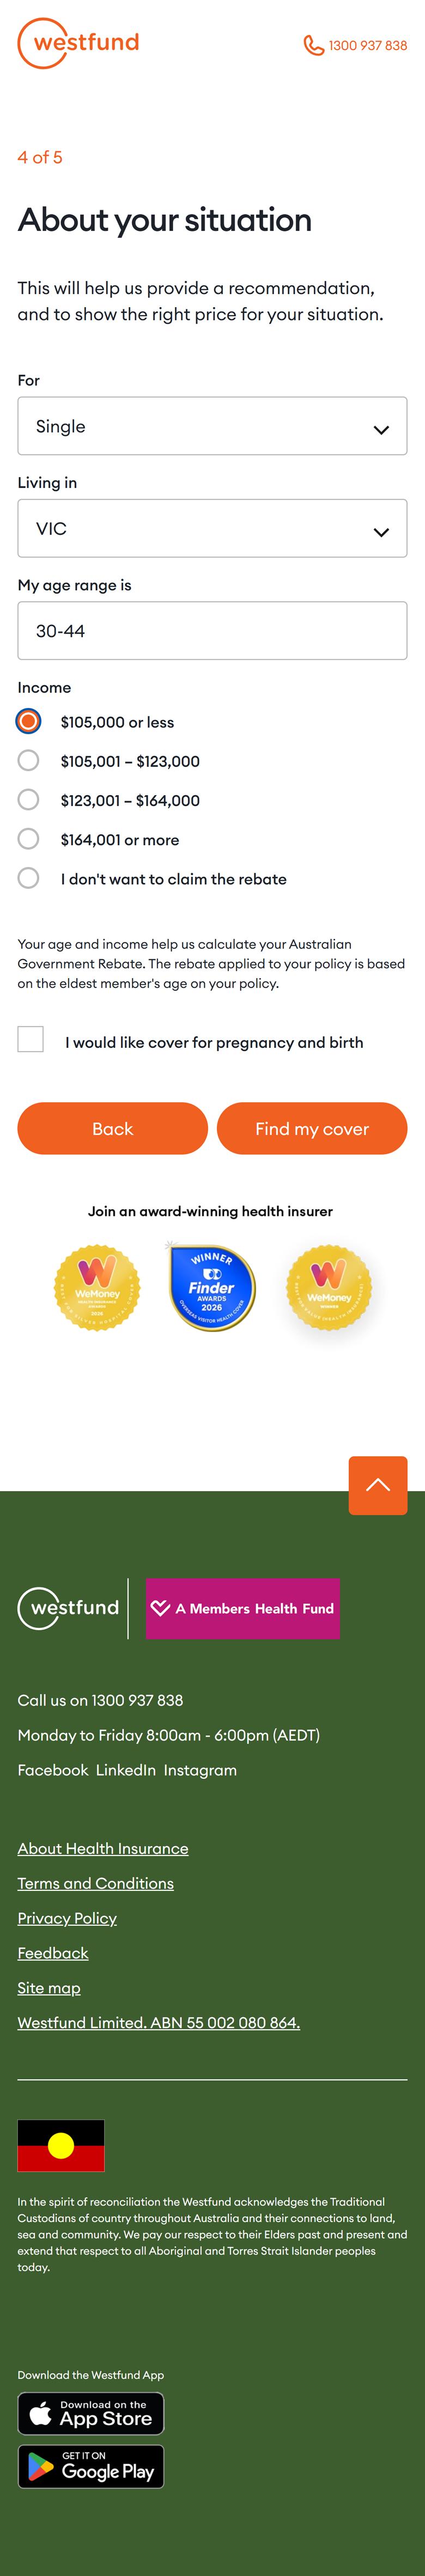 westfund
1300 937 838
4 of 5
About your situation
This will help us provide a recommendation,
and to show the right price for your situation.
For
Single
Living in
VIC
My age range is
30-44
Income
$105,000 or less
$105,001 – $123,000
$123,001 – $164,000
$164,001 or more
I don't want to claim the rebate
Your age and income help us calculate your Australian
Government Rebate. The rebate applied to your policy is based
on the eldest member's age on your policy.
I would like cover for pregnancy and birth
Back
Find my cover
Join an award-winning health insurer
WeMoney
2025
WINNER
Finder
AWARDS
2026
OVERSEAS VISITOR HEALTH COVER
WeMoney
WINNER
westfund
A Members Health Fund
Call us on 1300 937 838
Monday to Friday 8:00am - 6:00pm (AEDT)
Facebook LinkedIn Instagram
About Health Insurance
Terms and Conditions
Privacy Policy
Feedback
Site map
Westfund Limited. ABN 55 002 080 864.
In the spirit of reconciliation the Westfund acknowledges the Traditional
Custodians of country throughout Australia and their connections to land,
sea and community. We pay our respect to their Elders past and present and
extend that respect to all Aboriginal and Torres Strait Islander peoples
today.
Download the Westfund App
Download on the
App Store
GET IT ON
Google Play